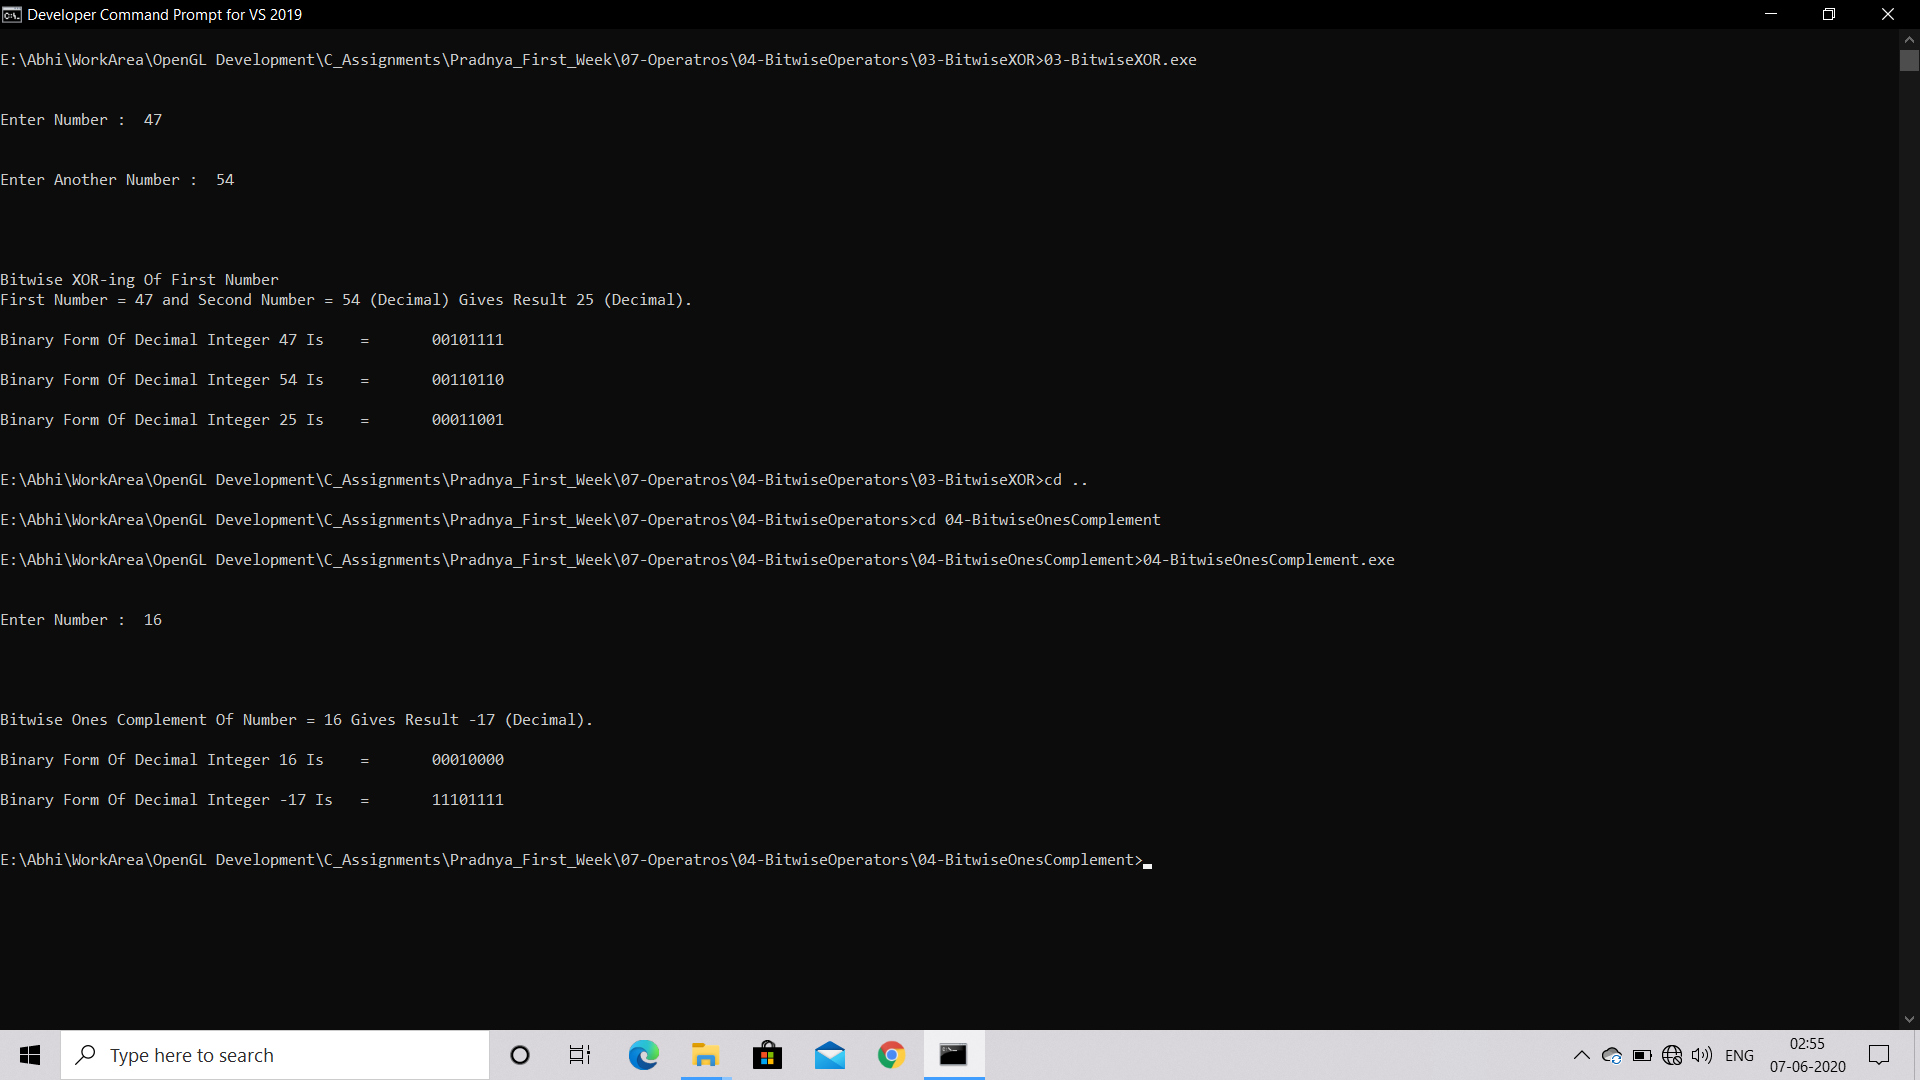 Developer Command Prompt for VS 2019
E:\Abhi\WorkArea\OpenGL Development\C_Assignments\Pradnya_First_Week\07-Operatros\04-BitwiseOperators\03-BitwiseXOR>03-BitwiseXOR.exe
Enter Number :  47
Enter Another Number :  54
Bitwise XOR-ing Of First Number
First Number = 47 and Second Number = 54 (Decimal) Gives Result 25 (Decimal).
Binary Form Of Decimal Integer 47 Is    =       00101111
Binary Form Of Decimal Integer 54 Is    =       00110110
Binary Form Of Decimal Integer 25 Is    =       00011001
E:\Abhi\WorkArea\OpenGL Development\C_Assignments\Pradnya_First_Week\07-Operatros\04-BitwiseOperators\03-BitwiseXOR>cd ..
E:\Abhi\WorkArea\OpenGL Development\C_Assignments\Pradnya_First_Week\07-Operatros\04-BitwiseOperators>cd 04-BitwiseOnesComplement
E:\Abhi\WorkArea\OpenGL Development\C_Assignments\Pradnya_First_Week\07-Operatros\04-BitwiseOperators\04-BitwiseOnesComplement>04-BitwiseOnesComplement.exe
Enter Number :  16
Bitwise Ones Complement Of Number = 16 Gives Result -17 (Decimal).
Binary Form Of Decimal Integer 16 Is    =       00010000
Binary Form Of Decimal Integer -17 Is   =       11101111
E:\Abhi\WorkArea\OpenGL Development\C_Assignments\Pradnya_First_Week\07-Operatros\04-BitwiseOperators\04-BitwiseOnesComplement>
Type here to search
ENG
02:55
07-06-2020